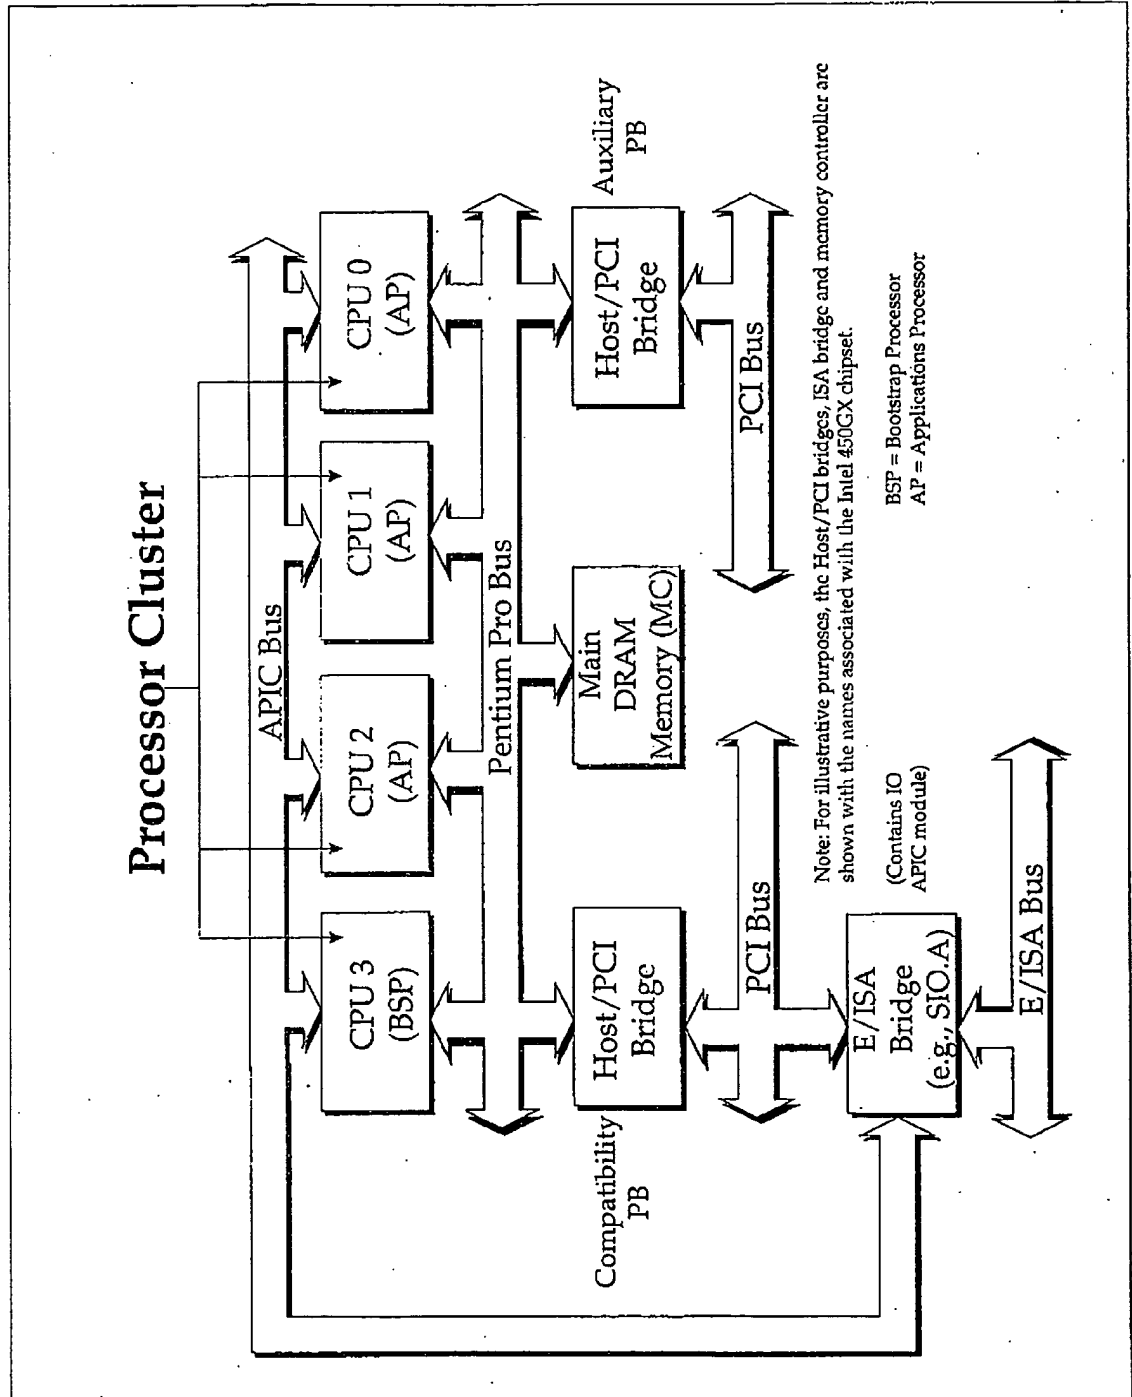 Processor Cluster
APIC Bus
CPU 3
(BSP)
CPU 2
(AP)
CPU 1
(AP)
CPU 0
(AP)
Pentium Pro Bus
Compatibility
PB
Host/PCI
Bridge
Main
DRAM
Memory (MC)
Host/PCI
Bridge
Auxiliary
PB
PCI Bus
PCI Bus
Note: For illustrative purposes, the Host/PCI bridges, ISA bridge and memory controller are
shown with the names associated with the Intel 450GX chipset.
E/ISA
Bridge
(e.g., SIO.A)
(Contains IO
APIC module)
BSP = Bootstrap Processor
AP = Applications Processor
E/ISA Bus